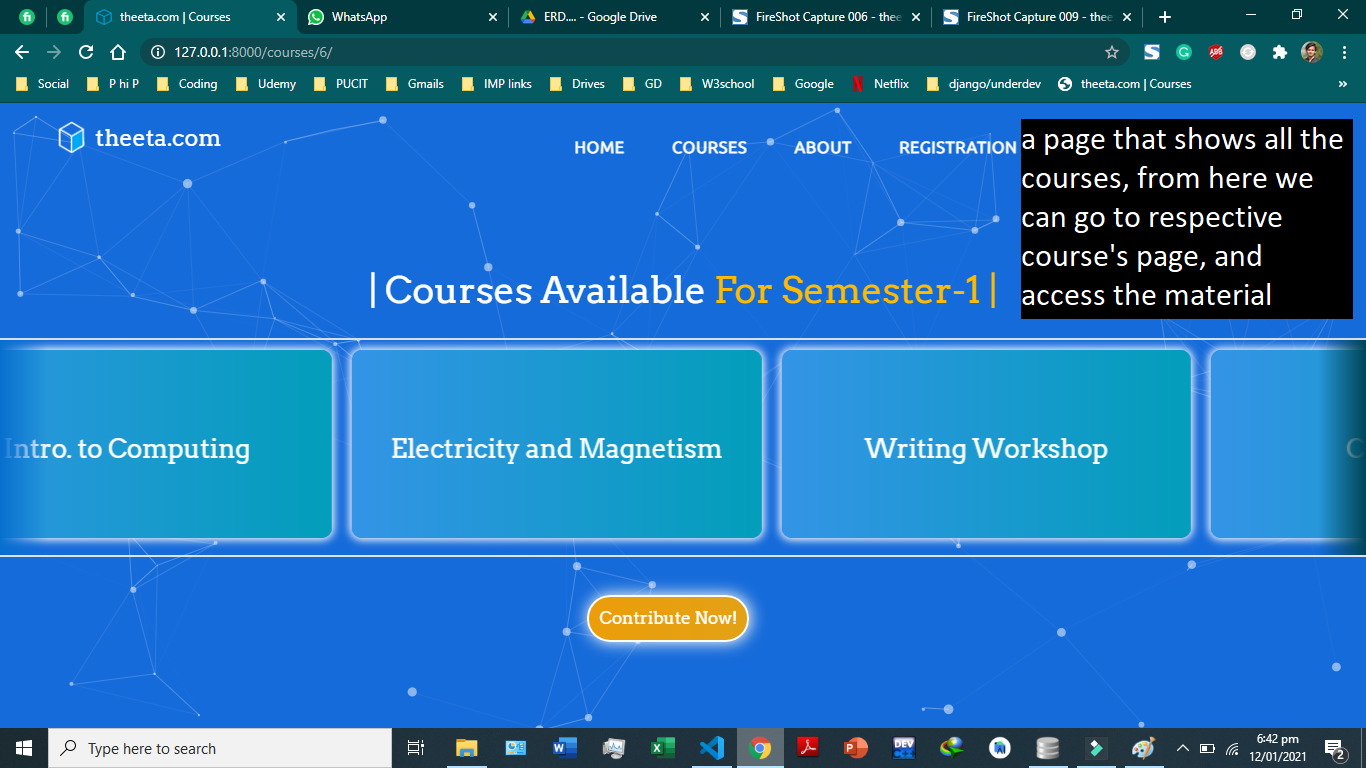 theeta.com | Courses
WhatsApp
ERD.... - Google Drive
FireShot Capture 006 - thee
FireShot Capture 009 - thee
127.0.0.1:8000/courses/6/
Social
P hi P
Coding
Udemy
PUCIT
Gmails
IMP links
Drives
GD
W3school
Google
Netflix
django/underdev
theeta.com | Courses
»
theeta.com
HOME
COURSES
ABOUT
REGISTRATION
a page that shows all the
courses, from here we
can go to respective
course's page, and
access the material
| Courses Available For Semester-1 |
Intro. to Computing
Electricity and Magnetism
Writing Workshop
C
Contribute Now!
Type here to search
DEV
6:42 pm
12/01/2021
2